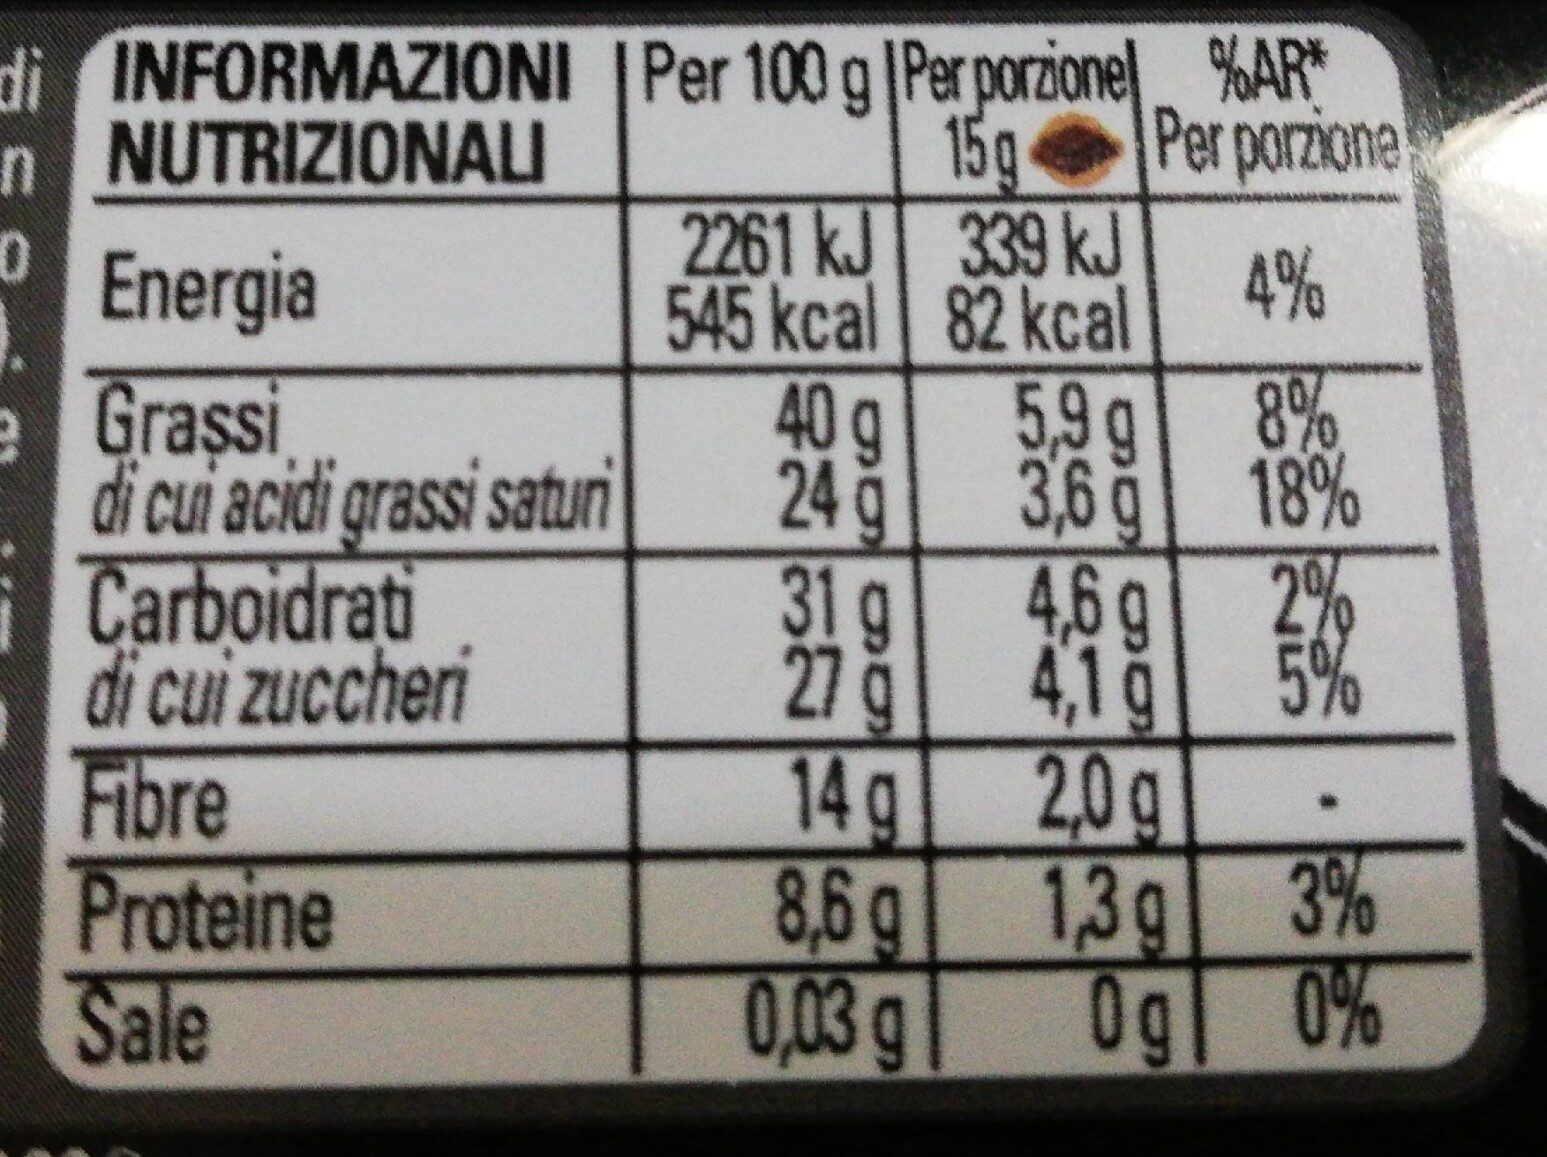 INFORMAZIONI NUTRIZIONALI | Per 100 g | Per porzione 15 g | %AR* Per porzione
Energia | 2261 kJ 545 kcal | 339 kJ 82 kcal | 4%
Grassi | 40 g | 5,9 g | 8%
di cui acidi grassi saturi | 24 g | 3,6 g | 18%
Carboidrati | 31 g | 4,6 g | 2%
di cui zuccheri | 27 g | 4,1 g | 5%
Fibre | 14 g | 2,0 g | -
Proteine | 8,6 g | 1,3 g | 3%
Sale | 0,03 g | 0 g | 0%